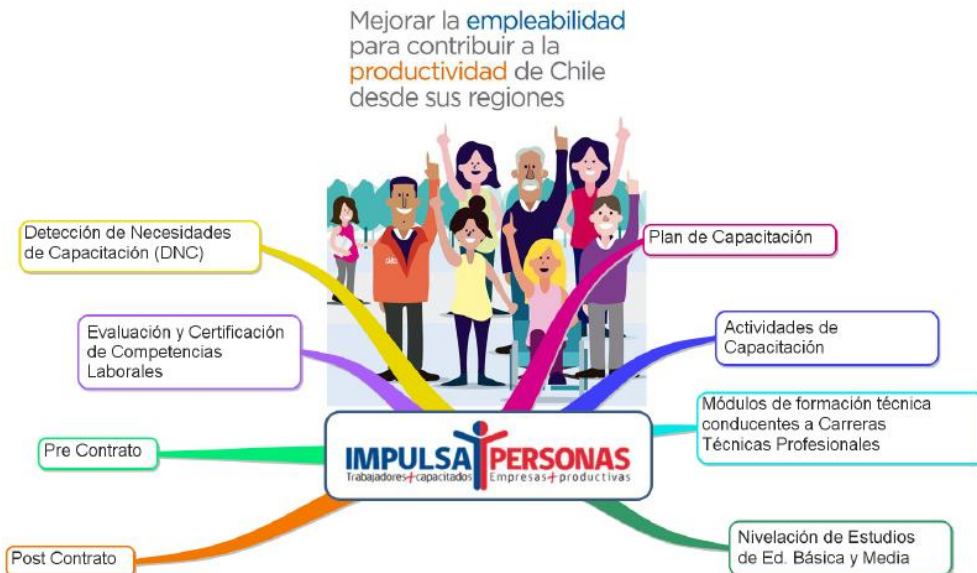 Mejorar la empleabilidad
para contribuir a la
productividad de Chile
desde sus regiones
Detección de Necesidades
de Capacitación (DNC)
Plan de Capacitación
Evaluación y Certificación
de Competencias
Laborales
Actividades de
Capacitación
Módulos de formación técnica
conducentes a Carreras
Técnicas Profesionales
Pre Contrato
IMPULSA PERSONAS
Trabajadores+capacitados Empresas+productivas
Post Contrato
Nivelación de Estudios
de Ed. Básica y Media